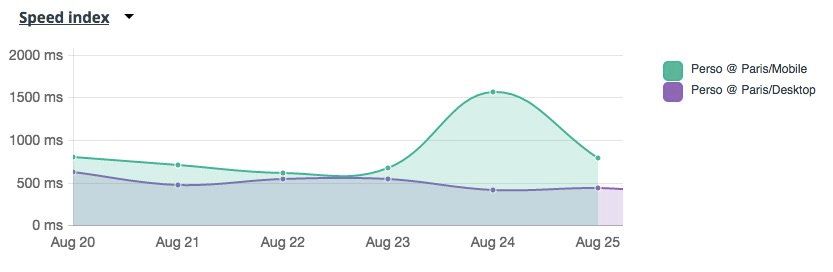 Speed index
2000 ms
1500 ms
1000 ms
500 ms
0 ms
Aug 20 Aug 21 Aug 22 Aug 23 Aug 24 Aug 25
Perso @ Paris/Mobile
Perso @ Paris/Desktop